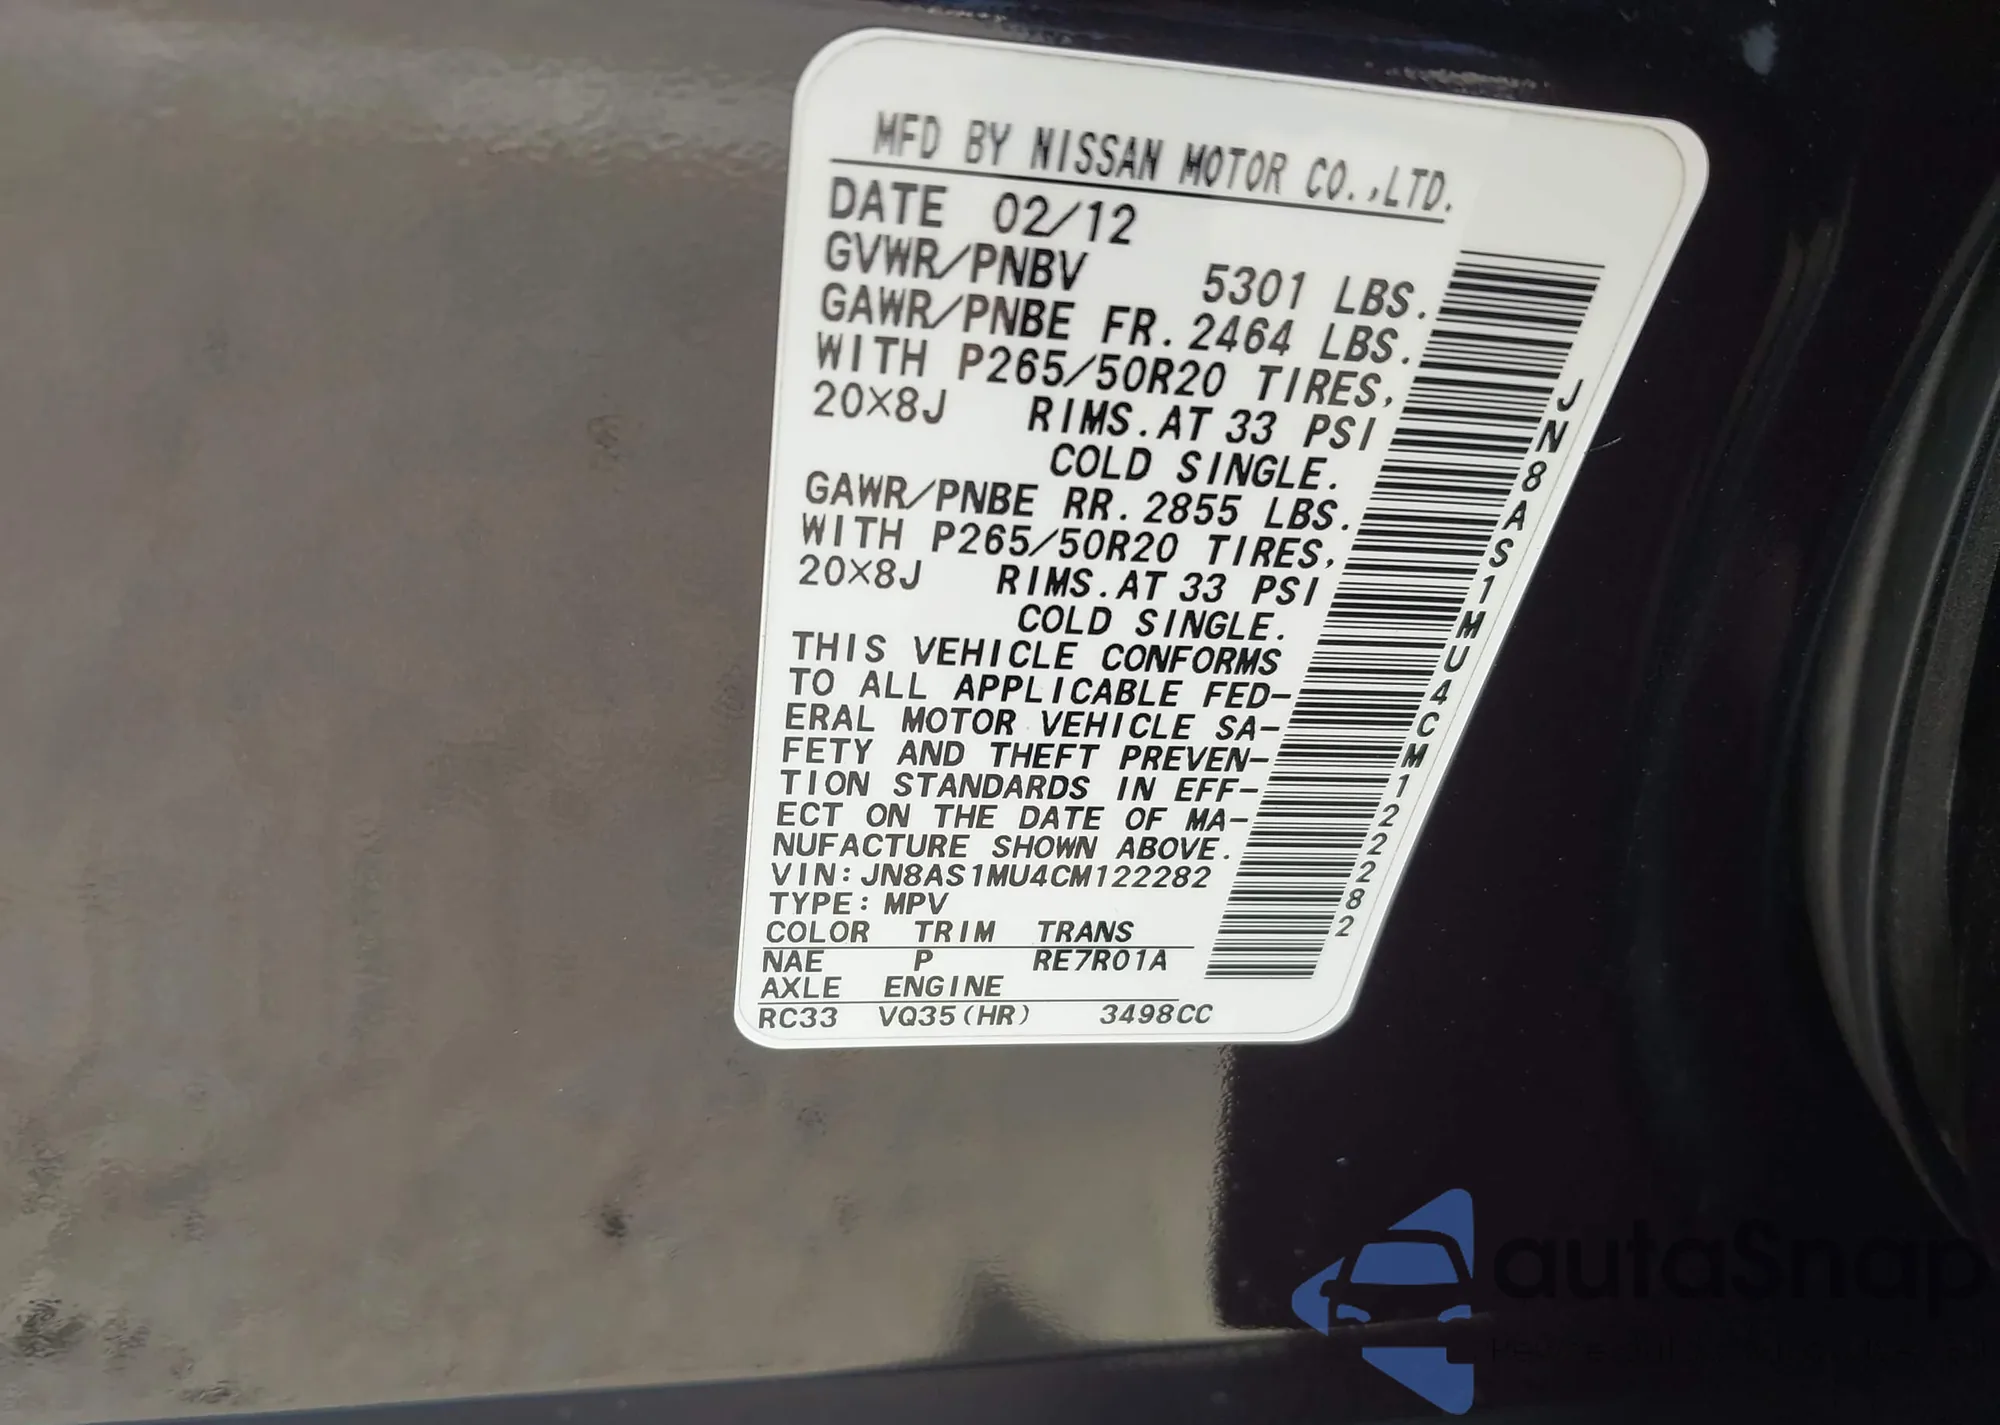 MFD BY NISSAN MOTOR CO.,LTD.
DATE 02/12
GVWR/PNBV 5301 LBS.
GAWR/PNBE FR. 2464 LBS.
WITH P265/50R20 TIRES,
20×8J RIMS. AT 33 PSI
COLD SINGLE.
GAWR/PNBE RR. 2855 LBS.
WITH P265/50R20 TIRES,
20×8J RIMS. AT 33 PSI
COLD SINGLE.
THIS VEHICLE CONFORMS
TO ALL APPLICABLE FED-
ERAL MOTOR VEHICLE SA-
FETY AND THEFT PREVEN-
TION STANDARDS IN EFF-
ECT ON THE DATE OF MA-
NUFACTURE SHOWN ABOVE.
VIN: JN8AS1MU4CM122282
TYPE: MPV
COLOR TRIM TRANS
NAE P RE7R01A
AXLE ENGINE
RC33 VQ35(HR) 3498CC
JN8AS1MU4CM122282
autoSnap